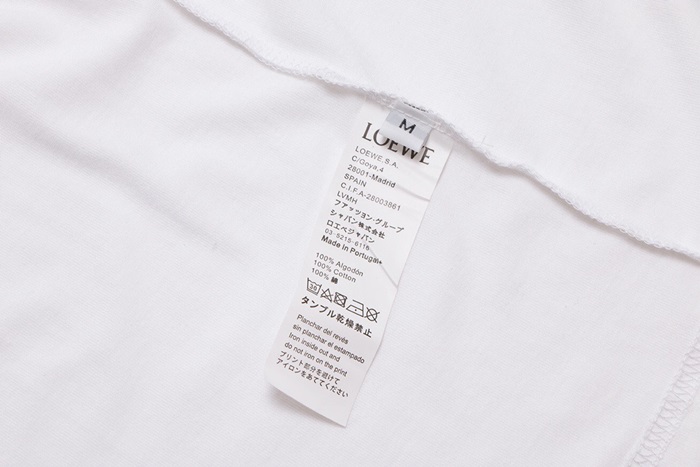 M
LOEWE
LOEWE, S.A.
C/Goya,4
28001-Madrid
SPAIN
C.I.F.A-28003861
LVMH
ファッツョン・グループ
シャパン株式会社
ロエベジャパン
03-5215-6116
Made in Portugal
100% Algodón
100% Cotton
100% 綿
30
タンブル乾燥禁止
Planchar del revés
sin planchar el estampado
Iron inside out and
do not iron on the print
プリント部分を避けて
アイロンをあててください